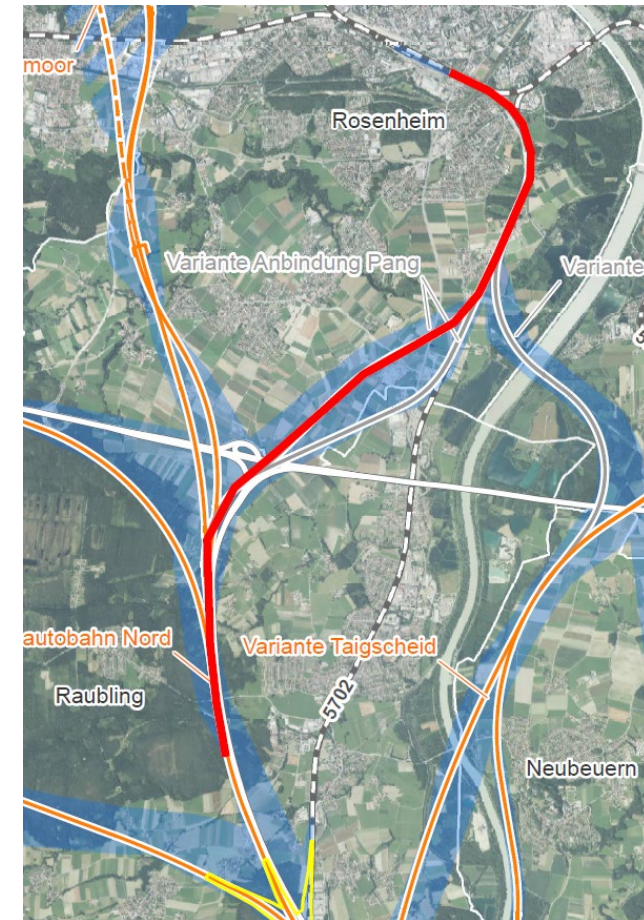 moor
Rosenheim
Variante Anbindung Pang
Variante
autobahn Nord
Variante Taigscheid
Raubling
5702
Neubeuern